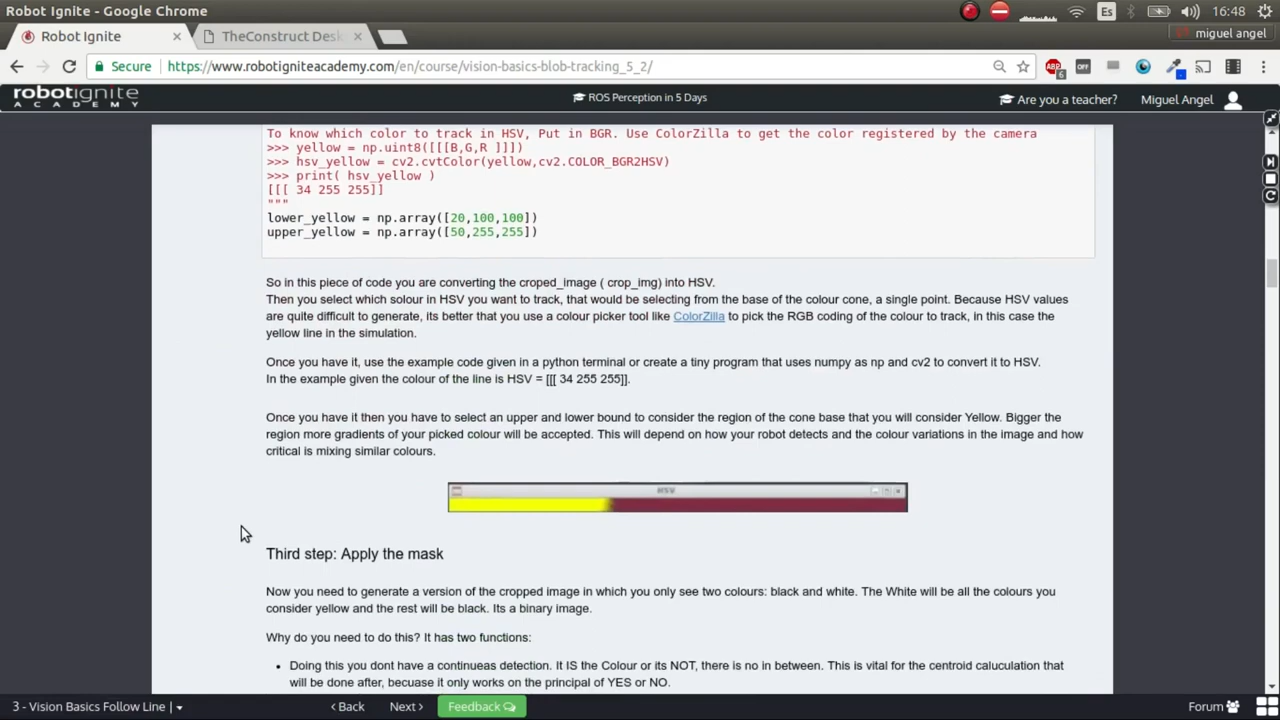 Robot Ignite - Google Chrome
Es
16:48
Robot Ignite
TheConstruct Desk
miguel angel
Secure
https://www.robotigniteacademy.com/en/course/vision-basics-blob-tracking_5_2/
ABP
6
OFF
robotignite
ACADEMY
ROS Perception in 5 Days
Are you a teacher?
Miguel Angel
To know which color to track in HSV, Put in BGR. Use ColorZilla to get the color registered by the camera
>>> yellow = np.uint8([[[B,G,R ]]])
>>> hsv_yellow = cv2.cvtColor(yellow,cv2.COLOR_BGR2HSV)
>>> print( hsv_yellow )
[[[ 34 255 255]]
"""
lower_yellow = np.array([20,100,100])
upper_yellow = np.array([50,255,255])
So in this piece of code you are converting the croped_image ( crop_img) into HSV.
Then you select which solour in HSV you want to track, that would be selecting from the base of the colour cone, a single point. Because HSV values
are quite difficult to generate, its better that you use a colour picker tool like ColorZilla to pick the RGB coding of the colour to track, in this case the
yellow line in the simulation.
Once you have it, use the example code given in a python terminal or create a tiny program that uses numpy as np and cv2 to convert it to HSV.
In the example given the colour of the line is HSV = [[[ 34 255 255]].
Once you have it then you have to select an upper and lower bound to consider the region of the cone base that you will consider Yellow. Bigger the
region more gradients of your picked colour will be accepted. This will depend on how your robot detects and the colour variations in the image and how
critical is mixing similar colours.
HSV
Third step: Apply the mask
Now you need to generate a version of the cropped image in which you only see two colours: black and white. The White will be all the colours you
consider yellow and the rest will be black. Its a binary image.
Why do you need to do this? It has two functions:
• Doing this you dont have a continueas detection. It IS the Colour or its NOT, there is no in between. This is vital for the centroid caluculation that
will be done after, becuase it only works on the principal of YES or NO.
3 - Vision Basics Follow Line |
Back
Next
Feedback
Forum